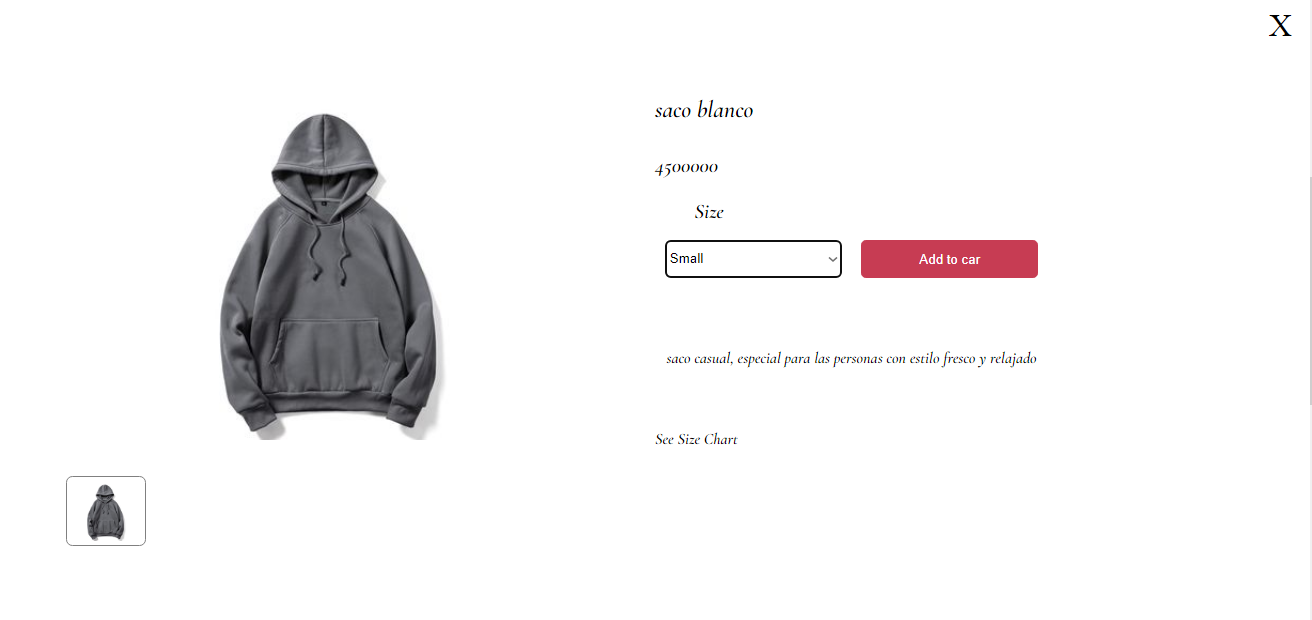 X
saco blanco
4500000
Size
Small
Add to car
saco casual, especial para las personas con estilo fresco y relajado
See Size Chart